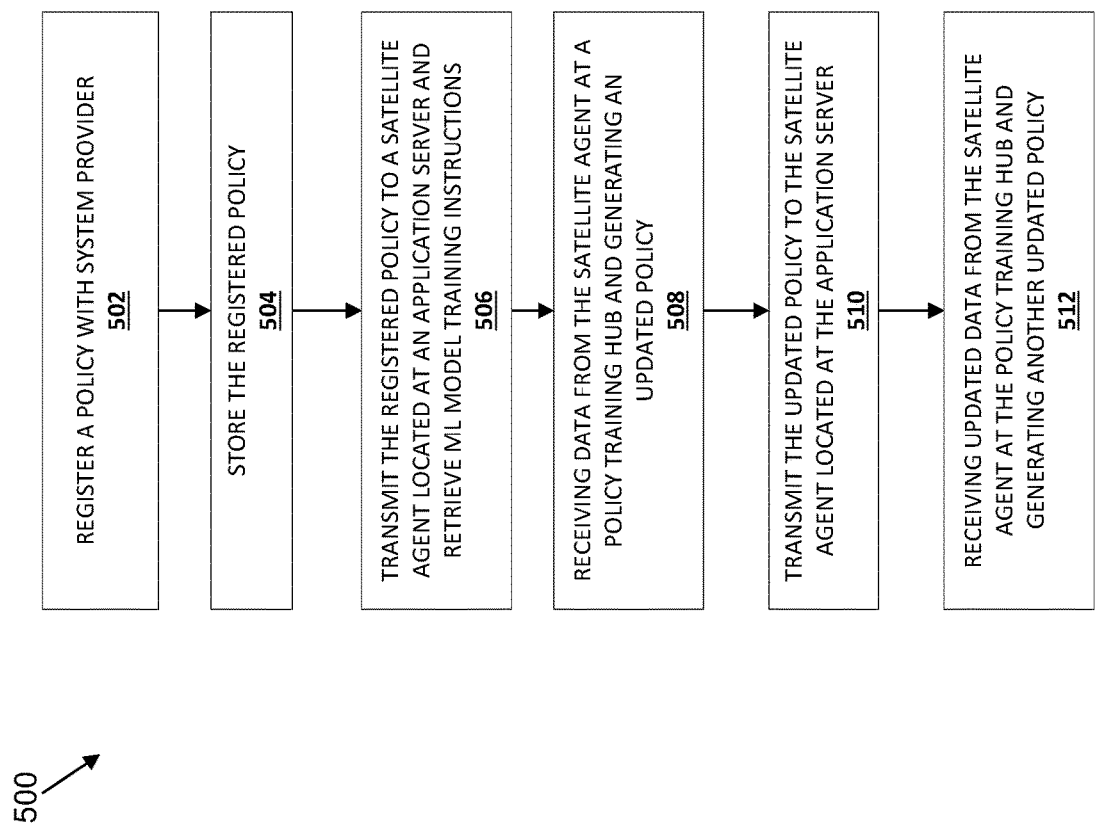 500
REGISTER A POLICY WITH SYSTEM PROVIDER
502
STORE THE REGISTERED POLICY
504
TRANSMIT THE REGISTERED POLICY TO A SATELLITE
AGENT LOCATED AT AN APPLICATION SERVER AND
RETRIEVE ML MODEL TRAINING INSTRUCTIONS
506
RECEIVING DATA FROM THE SATELLITE AGENT AT A
POLICY TRAINING HUB AND GENERATING AN
UPDATED POLICY
508
TRANSMIT THE UPDATED POLICY TO THE SATELLITE
AGENT LOCATED AT THE APPLICATION SERVER
510
RECEIVING UPDATED DATA FROM THE SATELLITE
AGENT AT THE POLICY TRAINING HUB AND
GENERATING ANOTHER UPDATED POLICY
512